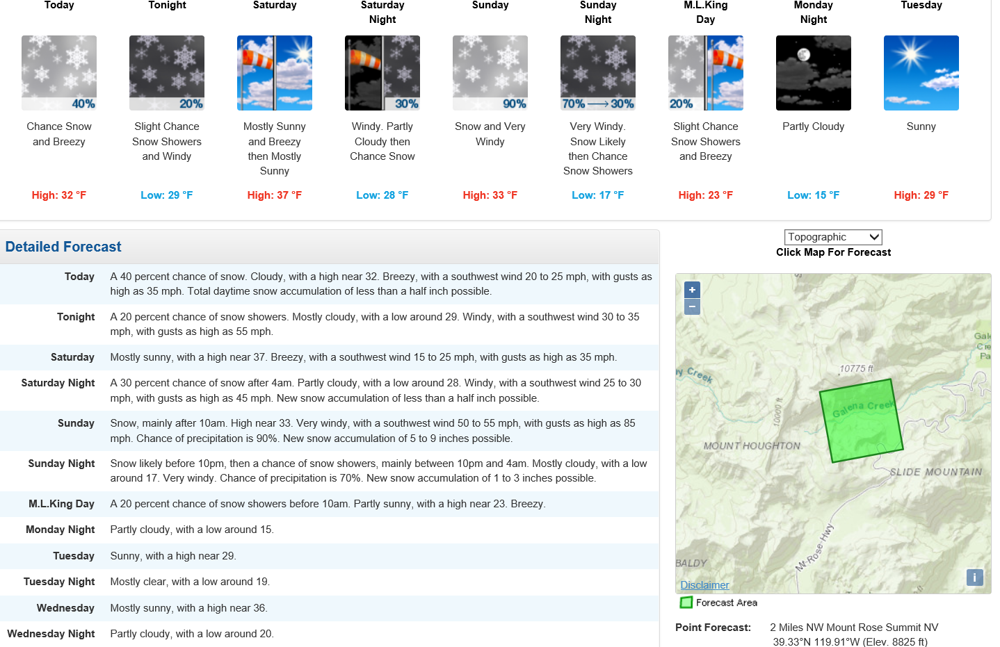 Today
Tonight
Saturday
Saturday
Night
Sunday
Sunday
Night
M.L.King
Day
Monday
Night
Tuesday
40%
20%
30%
90%
70% → 30%
20%
Chance Snow
and Breezy
Slight Chance
Snow Showers
and Windy
Mostly Sunny
and Breezy
then Mostly
Sunny
Windy. Partly
Cloudy then
Chance Snow
Snow and Very
Windy
Very Windy.
Snow Likely
then Chance
Snow Showers
Slight Chance
Snow Showers
and Breezy
Partly Cloudy
Sunny
High: 32 °F
Low: 29 °F
High: 37 °F
Low: 28 °F
High: 33 °F
Low: 17 °F
High: 23 °F
Low: 15 °F
High: 29 °F
Detailed Forecast
Today
A 40 percent chance of snow. Cloudy, with a high near 32. Breezy, with a southwest wind 20 to 25 mph, with gusts as
high as 35 mph. Total daytime snow accumulation of less than a half inch possible.
Tonight
A 20 percent chance of snow showers. Mostly cloudy, with a low around 29. Windy, with a southwest wind 30 to 35
mph, with gusts as high as 55 mph.
Saturday
Mostly sunny, with a high near 37. Breezy, with a southwest wind 15 to 25 mph, with gusts as high as 35 mph.
Saturday Night
A 30 percent chance of snow after 4am. Partly cloudy, with a low around 28. Windy, with a southwest wind 25 to 30
mph, with gusts as high as 45 mph. New snow accumulation of less than a half inch possible.
Sunday
Snow, mainly after 10am. High near 33. Very windy, with a southwest wind 50 to 55 mph, with gusts as high as 85
mph. Chance of precipitation is 90%. New snow accumulation of 5 to 9 inches possible.
Sunday Night
Snow likely before 10pm, then a chance of snow showers, mainly between 10pm and 4am. Mostly cloudy, with a low
around 17. Very windy. Chance of precipitation is 70%. New snow accumulation of 1 to 3 inches possible.
M.L.King Day
A 20 percent chance of snow showers before 10am. Partly sunny, with a high near 23. Breezy.
Monday Night
Partly cloudy, with a low around 15.
Tuesday
Sunny, with a high near 29.
Tuesday Night
Mostly clear, with a low around 19.
Wednesday
Mostly sunny, with a high near 36.
Wednesday Night
Partly cloudy, with a low around 20.
Topographic
Click Map For Forecast
+
−
Gale
Cre
Pa
10775 ft
y Creek
Galena Creek
10000 ft
MOUNT HOUGHTON
SLIDE MOUNTAIN
Mt-Rose-Hwy
BALDY
i
Disclaimer
Forecast Area
Point Forecast:
2 Miles NW Mount Rose Summit NV
39.33°N 119.91°W (Elev. 8825 ft)